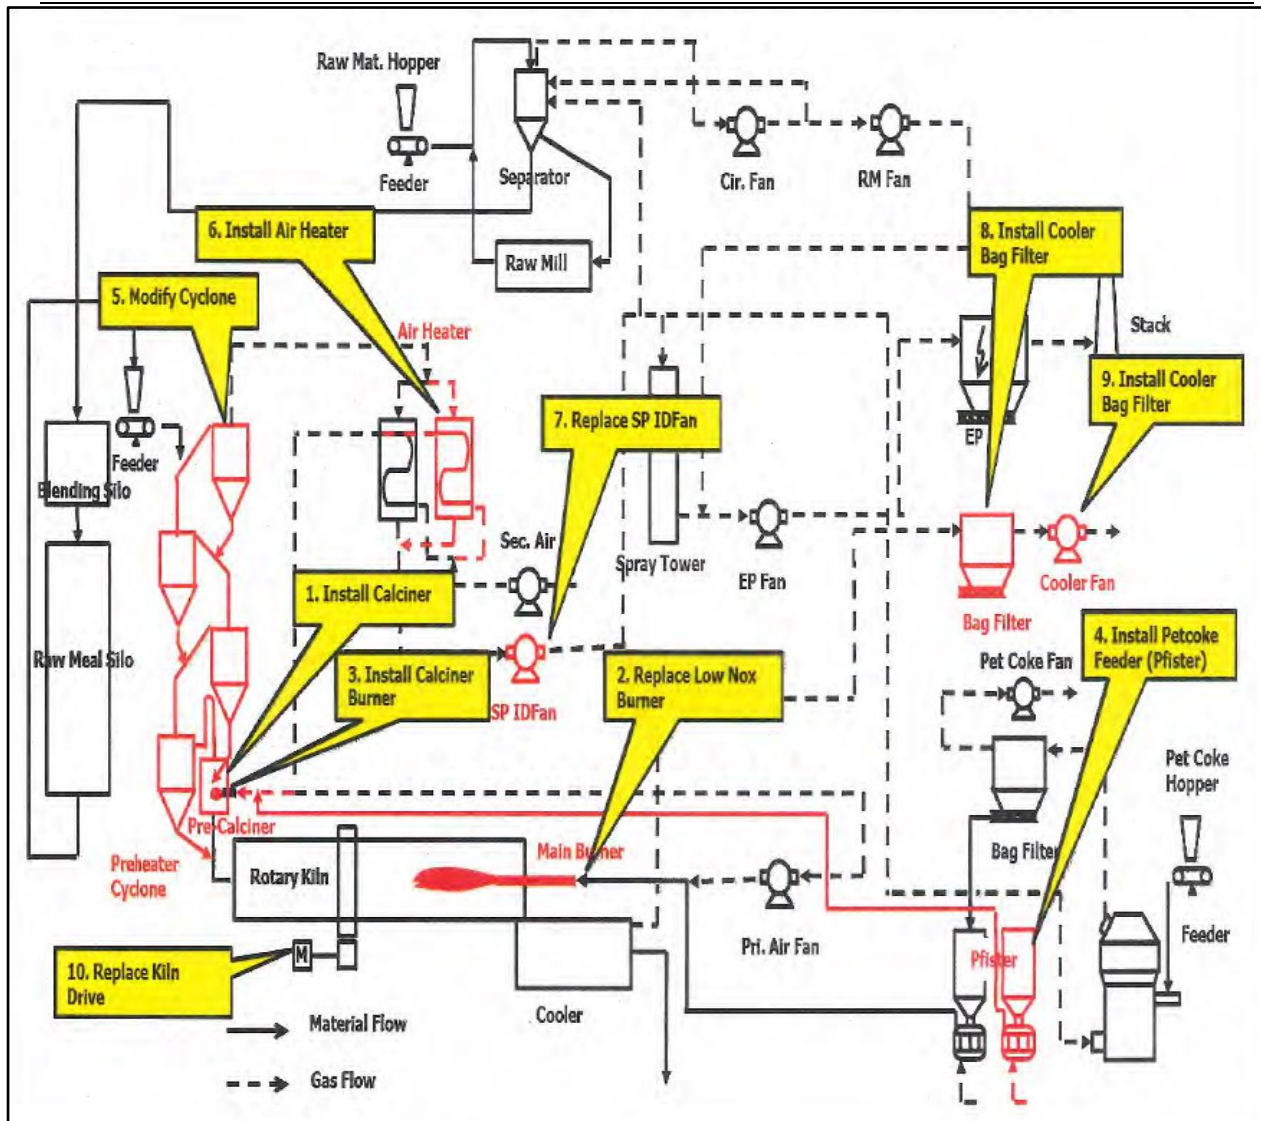 Raw Mat. Hopper
Feeder
Separator
Cir. Fan
RM Fan
6. Install Air Heater
8. Install Cooler
Bag Filter
Raw Mill
5. Modify Cyclone
Air Heater
Stack
9. Install Cooler
Bag Filter
7. Replace SP IDFan
EP
Feeder
Blending Silo
Sec. Air
Spray Tower
EP Fan
Cooler Fan
1. Install Calciner
Bag Filter
4. Install Petcoke
Feeder (Pfister)
Raw Meal Silo
3. Install Calciner
Burner
2. Replace Low Nox
Burner
Pet Coke Fan
SP IDFan
Pet Coke
Hopper
Pre-Calciner
Main Burner
Bag Filter
Preheater
Cyclone
Rotary Kiln
Pri. Air Fan
Pfister
Feeder
M
10. Replace Kiln
Drive
Cooler
Material Flow
Gas Flow